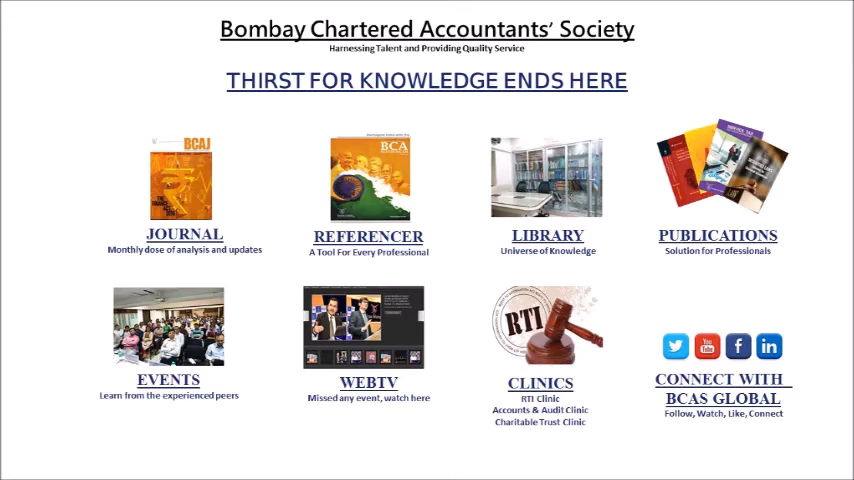 Bombay Chartered Accountants' Society
Harnessing Talent and Providing Quality Service
THIRST FOR KNOWLEDGE ENDS HERE
BCAJ
BCA
JOURNAL
Monthly dose of analysis and updates
REFERENCER
A Tool For Every Professional
LIBRARY
Universe of Knowledge
PUBLICATIONS
Solution for Professionals
RTI
You
Tube
f
in
EVENTS
Learn from the experienced peers
WEBTV
Missed any event, watch here
CLINICS
RTI Clinic
Accounts & Audit Clinic
Charitable Trust Clinic
CONNECT WITH
BCAS GLOBAL
Follow, Watch, Like, Connect